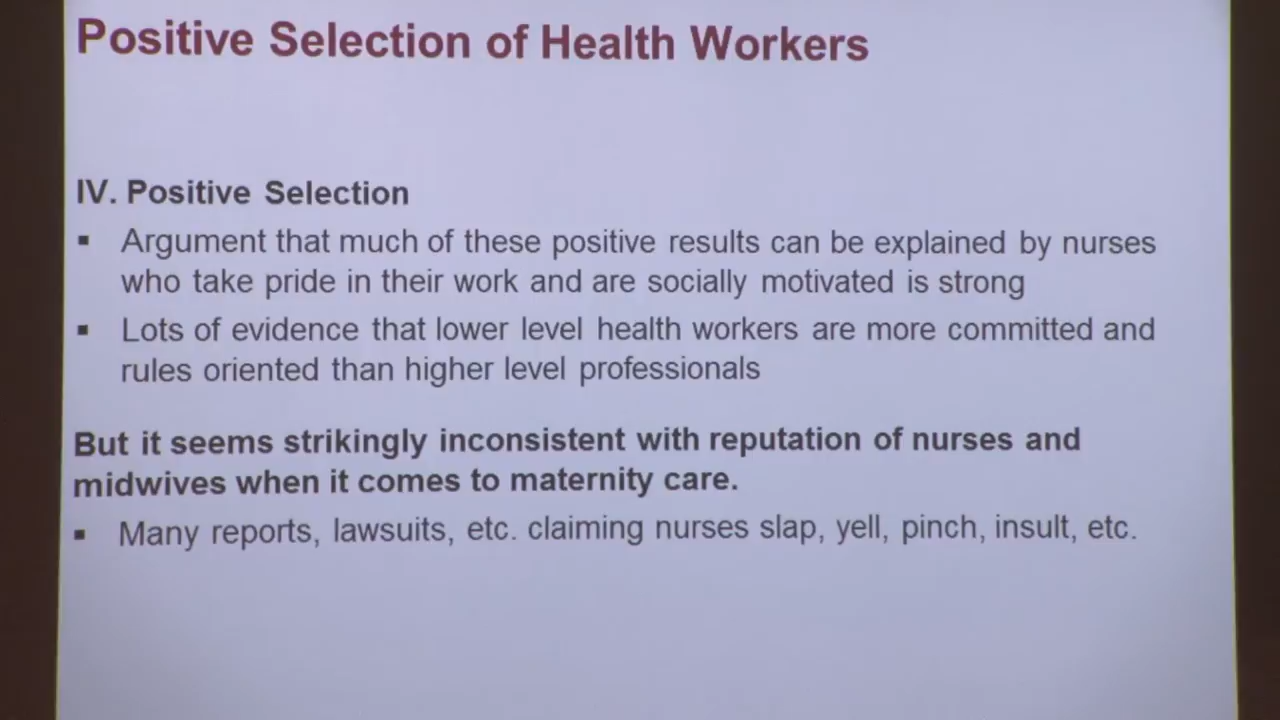 Positive Selection of Health Workers
IV. Positive Selection
▪ Argument that much of these positive results can be explained by nurses
who take pride in their work and are socially motivated is strong
▪ Lots of evidence that lower level health workers are more committed and
rules oriented than higher level professionals
But it seems strikingly inconsistent with reputation of nurses and
midwives when it comes to maternity care.
▪ Many reports, lawsuits, etc. claiming nurses slap, yell, pinch, insult, etc.